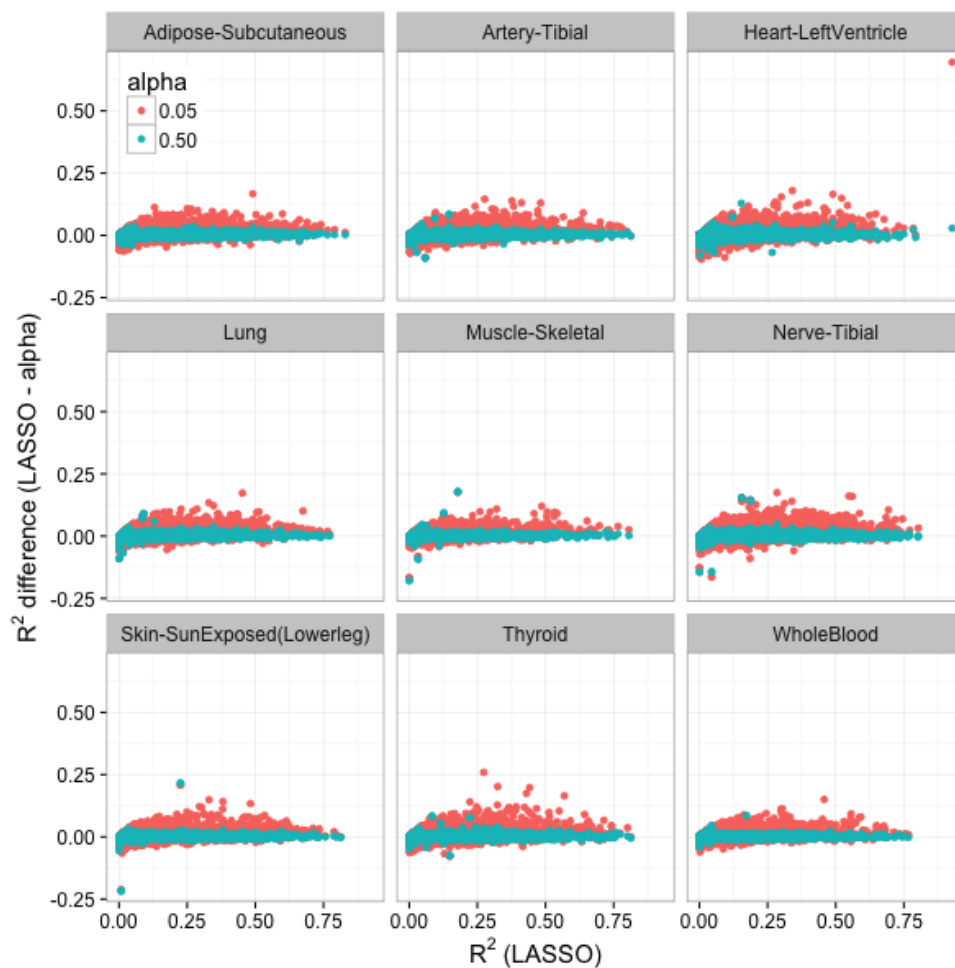 Adipose-Subcutaneous Artery-Tibial Heart-LeftVentricle
alpha
0.05
0.50
0.50
0.25
0.00
-0.25
Lung Muscle-Skeletal Nerve-Tibial
0.50
0.25
0.00
-0.25
R² difference (LASSO - alpha)
Skin-SunExposed(Lowerleg) Thyroid WholeBlood
0.50
0.25
0.00
-0.25
0.00 0.25 0.50 0.75 0.00 0.25 0.50 0.75 0.00 0.25 0.50 0.75
R² (LASSO)